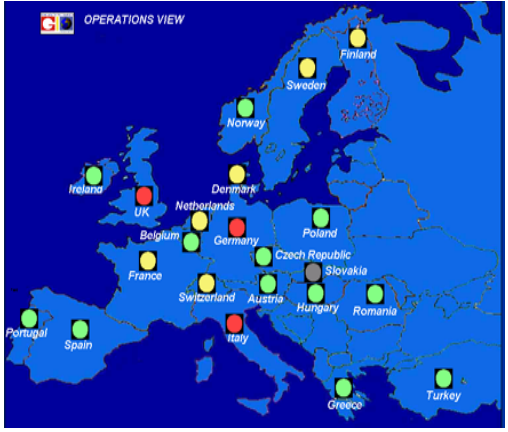 GIO OPERATIONS VIEW
Finland
Sweden
Norway
Ireland
Denmark
UK
Netherlands
Belgium
Germany
Poland
Czech Republic
France
Slovakia
Switzerland
Austria
Hungary
Romania
Portugal
Spain
Italy
Greece
Turkey